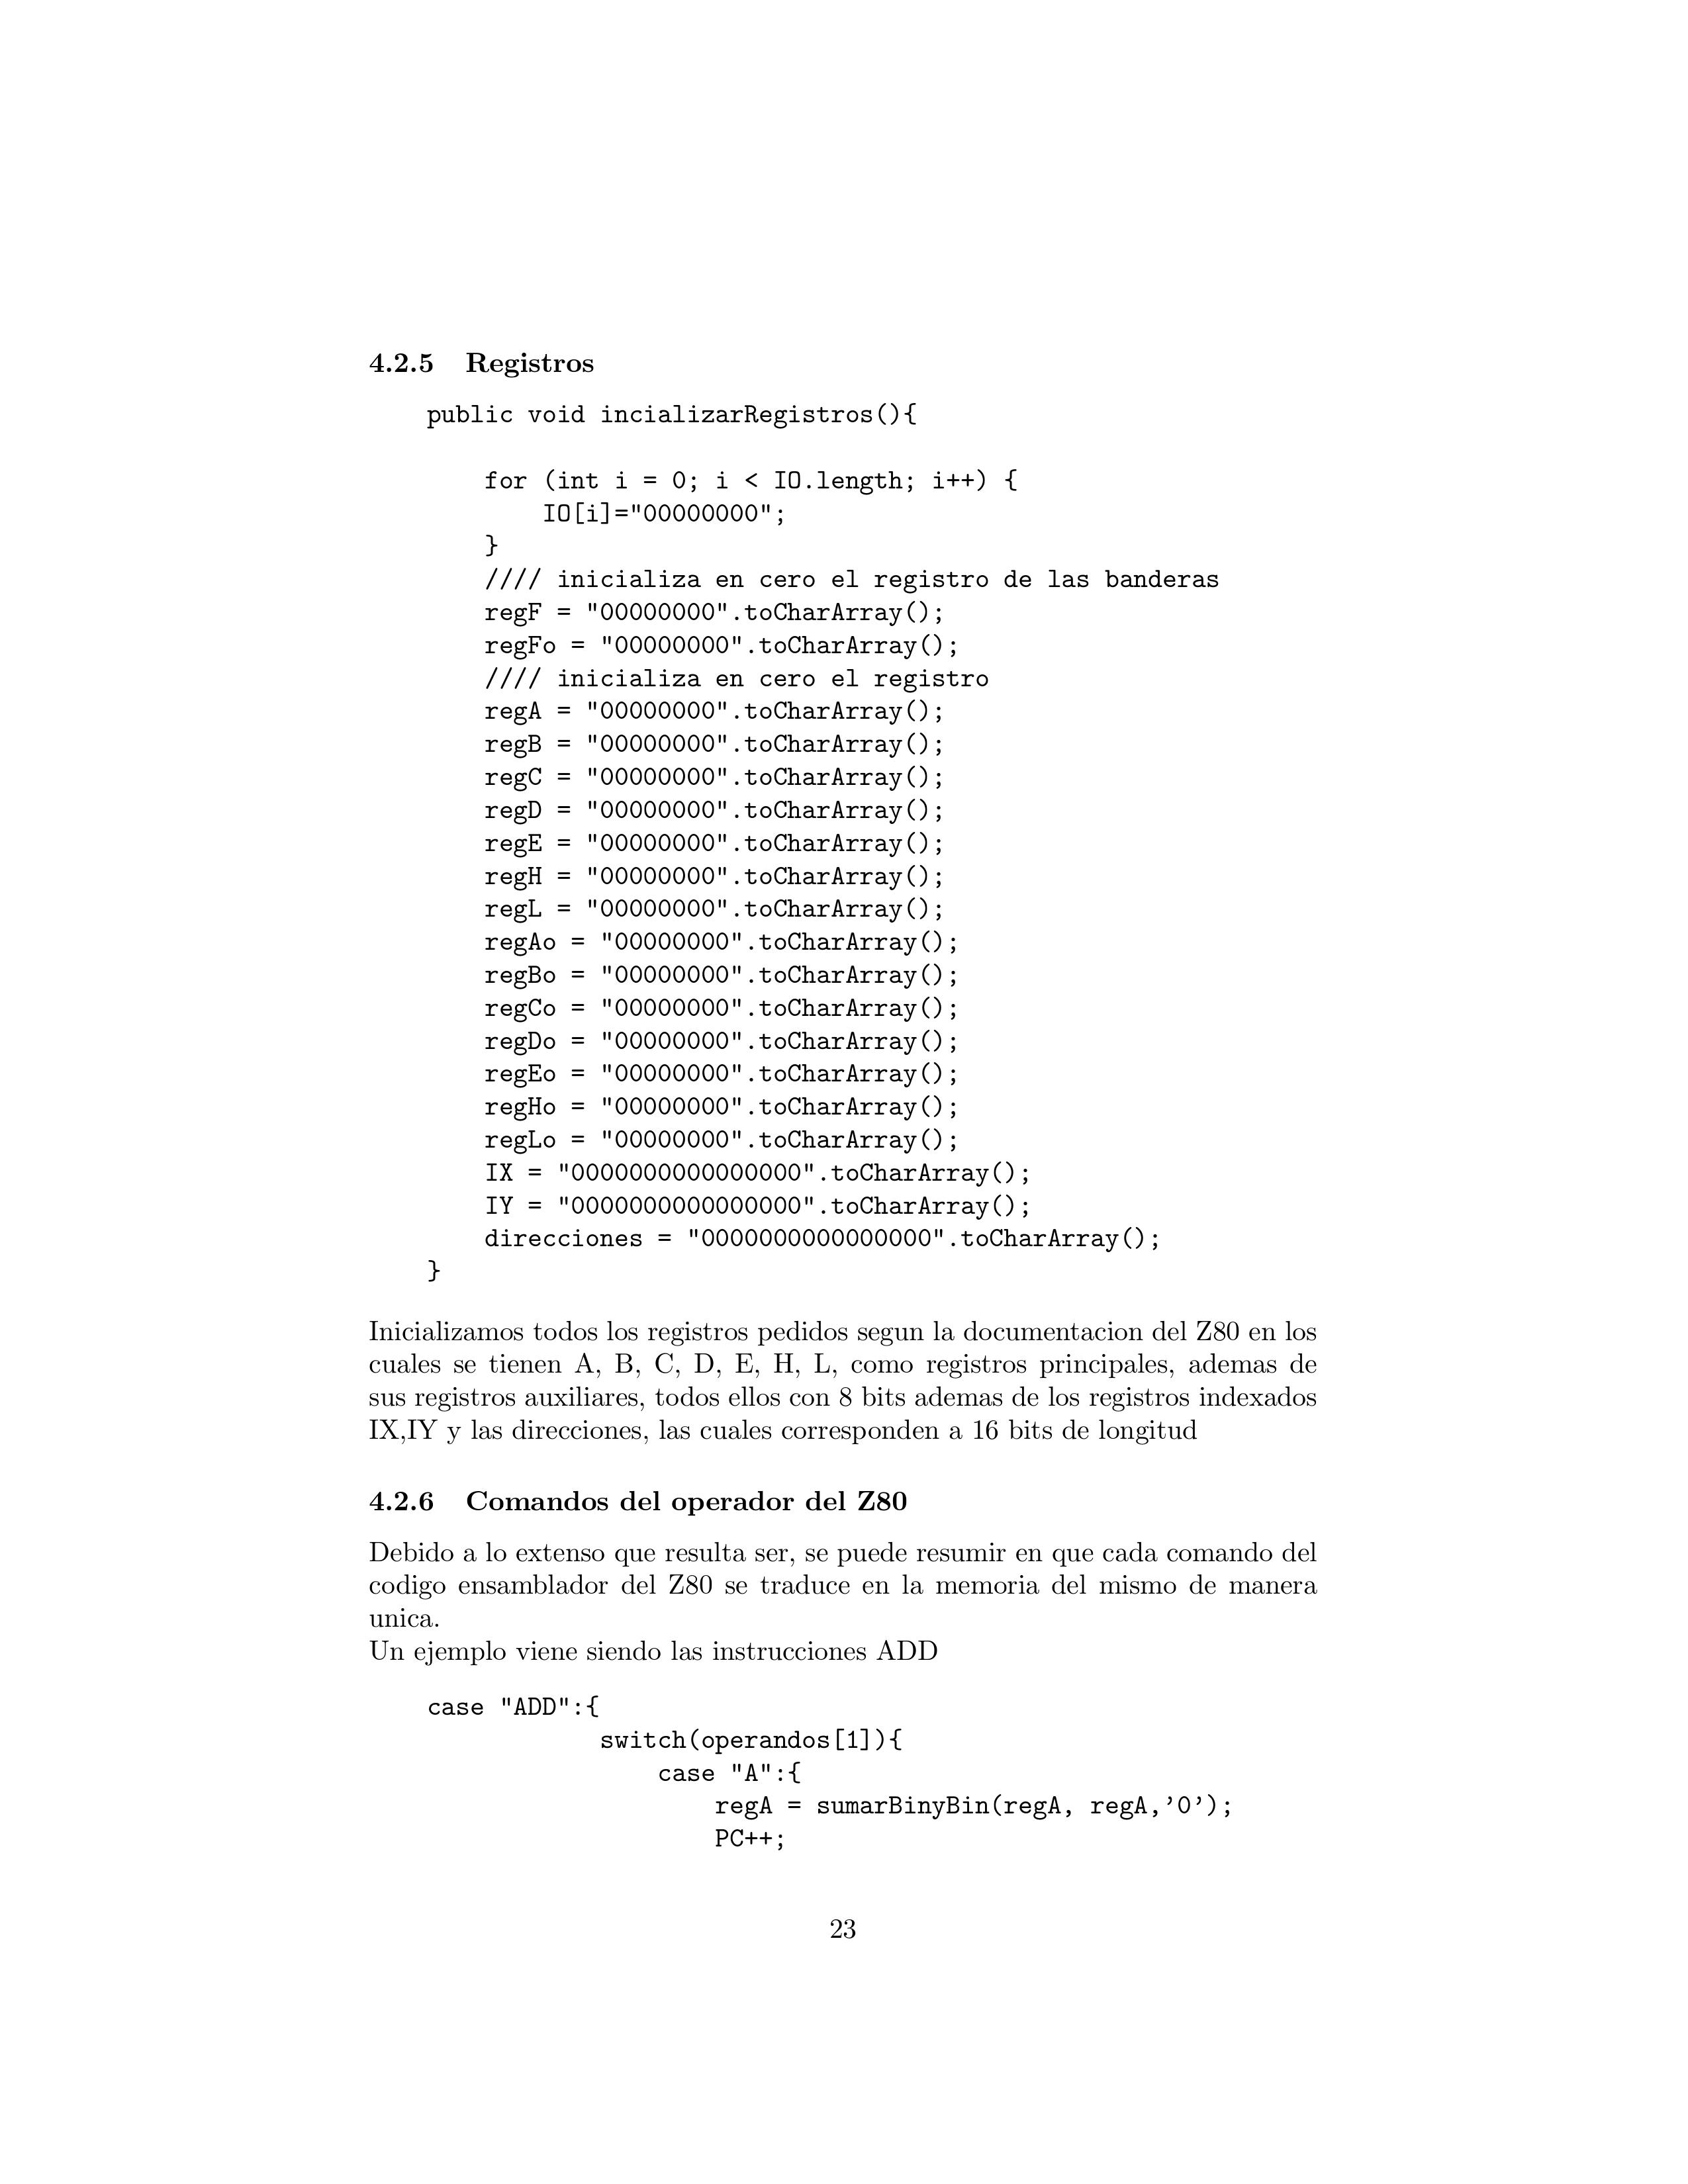 4.2.5 Registros
public void incializarRegistros(){
for (int i = 0; i < IO.length; i++) {
IO[i]="00000000";
}
//// inicializa en cero el registro de las banderas
regF = "00000000".toCharArray();
regFo = "00000000".toCharArray();
//// inicializa en cero el registro
regA = "00000000".toCharArray();
regB = "00000000".toCharArray();
regC = "00000000".toCharArray();
regD = "00000000".toCharArray();
regE = "00000000".toCharArray();
regH = "00000000".toCharArray();
regL = "00000000".toCharArray();
regAo = "00000000".toCharArray();
regBo = "00000000".toCharArray();
regCo = "00000000".toCharArray();
regDo = "00000000".toCharArray();
regEo = "00000000".toCharArray();
regHo = "00000000".toCharArray();
regLo = "00000000".toCharArray();
IX = "0000000000000000".toCharArray();
IY = "0000000000000000".toCharArray();
direcciones = "0000000000000000".toCharArray();
}
Inicializamos todos los registros pedidos segun la documentacion del Z80 en los
cuales se tienen A, B, C, D, E, H, L, como registros principales, ademas de
sus registros auxiliares, todos ellos con 8 bits ademas de los registros indexados
IX,IY y las direcciones, las cuales corresponden a 16 bits de longitud
4.2.6 Comandos del operador del Z80
Debido a lo extenso que resulta ser, se puede resumir en que cada comando del
codigo ensamblador del Z80 se traduce en la memoria del mismo de manera
unica.
Un ejemplo viene siendo las instrucciones ADD
case "ADD":{
switch(operandos[1]){
case "A":{
regA = sumarBinyBin(regA, regA,’0’);
PC++;
23